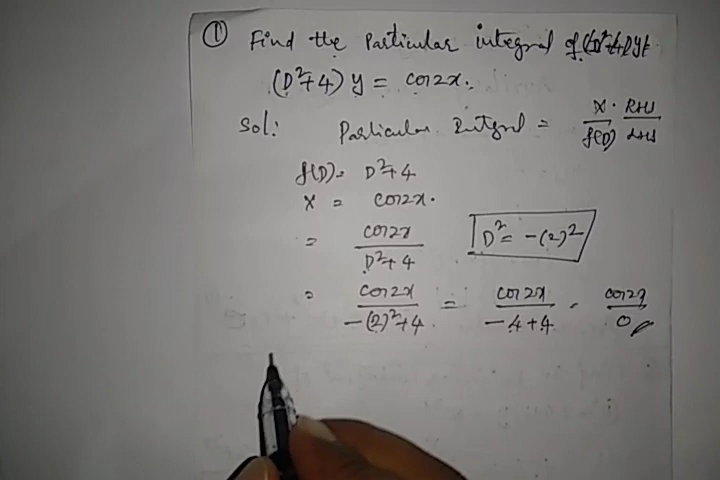 ① Find the Particular integral of
(D²+4) y = cos2x.
Sol: Particular Integral = X/f(D) · RHS/LHS
f(D) = D²+4
X = cos2x.
= cos2x/D²+4 D² = -(2)²
= cos2x/-(2)²+4 = cos2x/-4+4 = cos2x/0